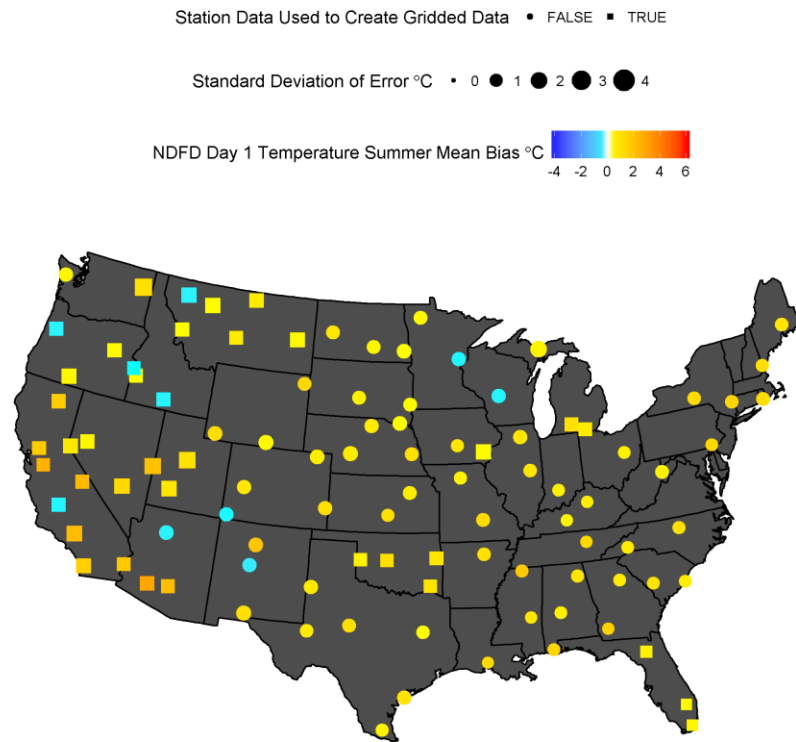 Station Data Used to Create Gridded Data FALSE TRUE
Standard Deviation of Error °C 0 1 2 3 4
NDFD Day 1 Temperature Summer Mean Bias °C
-4 -2 0 2 4 6